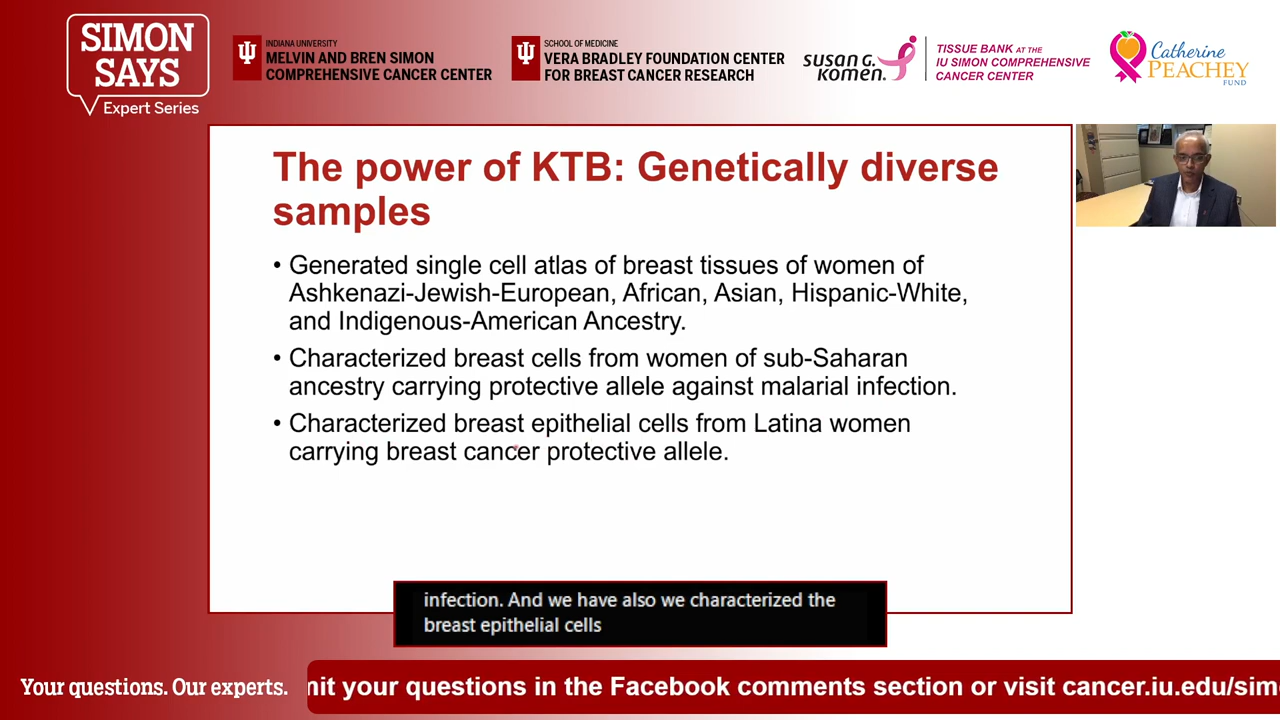 SIMON
SAYS
Expert Series
INDIANA UNIVERSITY
MELVIN AND BREN SIMON
COMPREHENSIVE CANCER CENTER
SCHOOL OF MEDICINE
VERA BRADLEY FOUNDATION CENTER
FOR BREAST CANCER RESEARCH
SUSAN G.
KOMEN.
TISSUE BANK AT THE
IU SIMON COMPREHENSIVE
CANCER CENTER
Catherine
PEACHEY
FUND
The power of KTB: Genetically diverse
samples
• Generated single cell atlas of breast tissues of women of
Ashkenazi-Jewish-European, African, Asian, Hispanic-White,
and Indigenous-American Ancestry.
• Characterized breast cells from women of sub-Saharan
ancestry carrying protective allele against malarial infection.
• Characterized breast epithelial cells from Latina women
carrying breast cancer protective allele.
infection. And we have also we characterized the
breast epithelial cells
Your questions. Our experts.
mit your questions in the Facebook comments section or visit cancer.iu.edu/sim